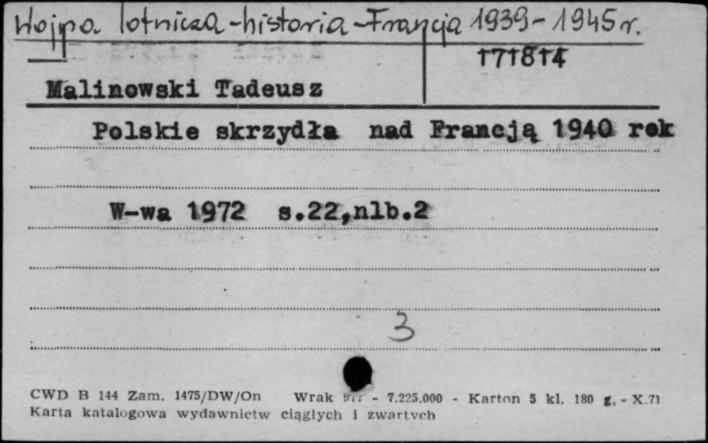 Wojna lotnicza-historia-Francja 1939-1945 r.
171814
Malinowski Tadeusz
Polskie skrzydła nad Francją 1940 rok
W-wa 1972 s.22,nlb.2
3
CWD B 144 Zam. 1475/DW/On Wrak - 7.225.000 - Karton 5 kl. 180 g. - X.71
Karta katalogowa wydawnictw ciągłych i zwartych